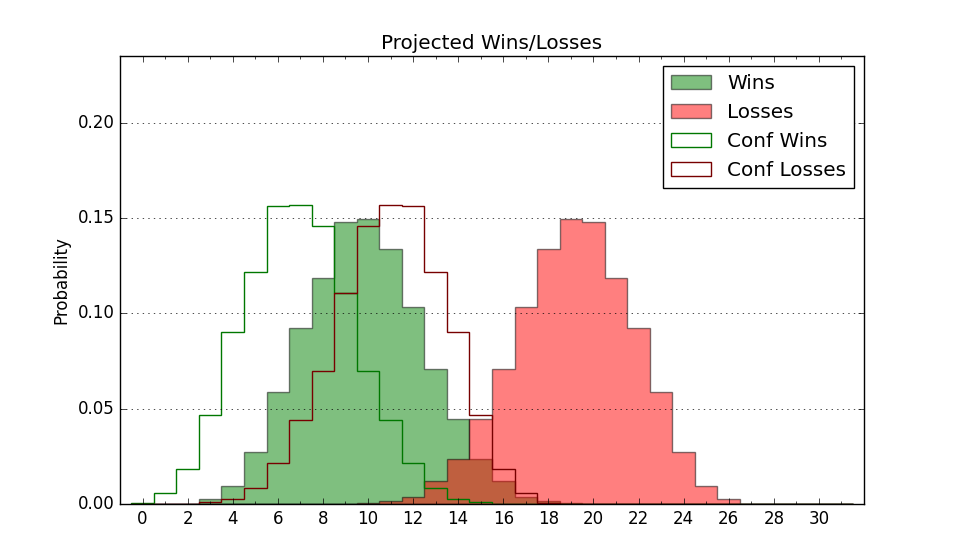 Projected Wins/Losses
Wins
Losses
Conf Wins
Conf Losses
Probability
0.20
0.15
0.10
0.05
0.00
0 2 4 6 8 10 12 14 16 18 20 22 24 26 28 30